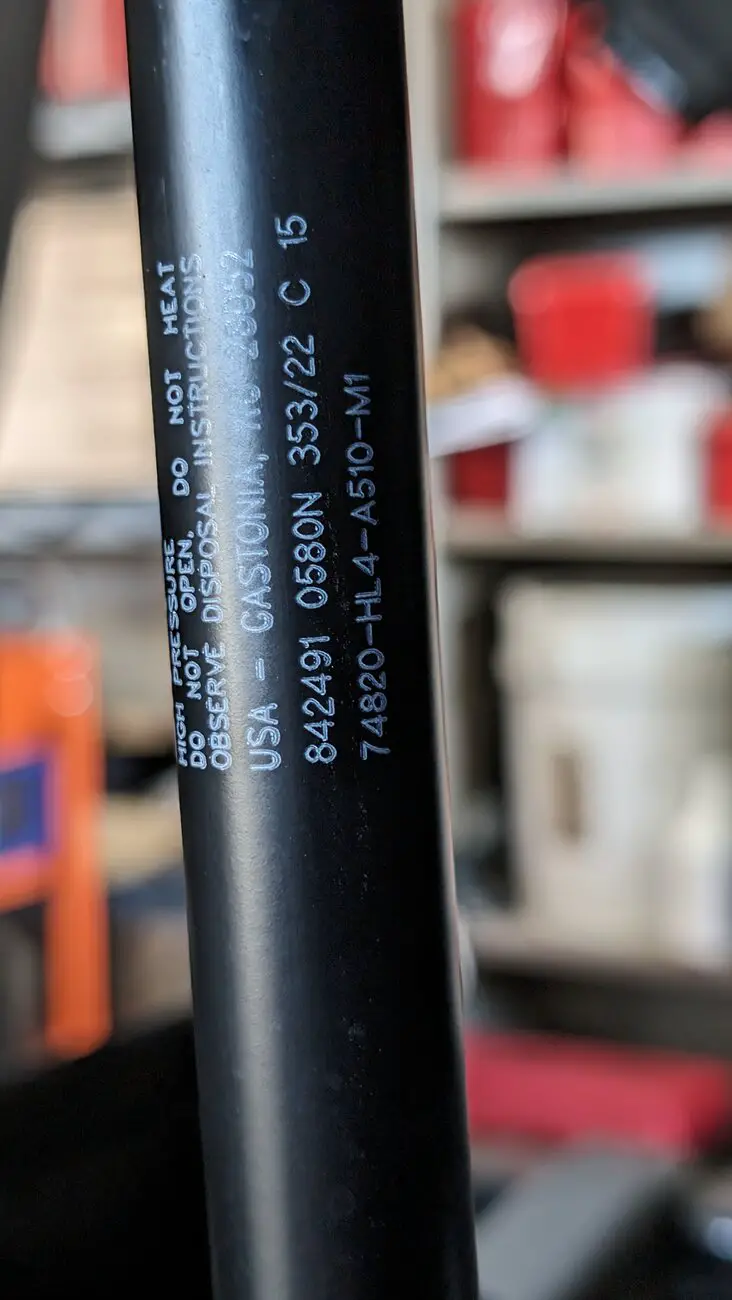 HIGH PRESSURE
DO NOT OPEN, DO NOT HEAT
OBSERVE DISPOSAL INSTRUCTIONS
USA - GASTONIA,
842491 0580N 353/22 C 15
74820-HL4-A510-M1